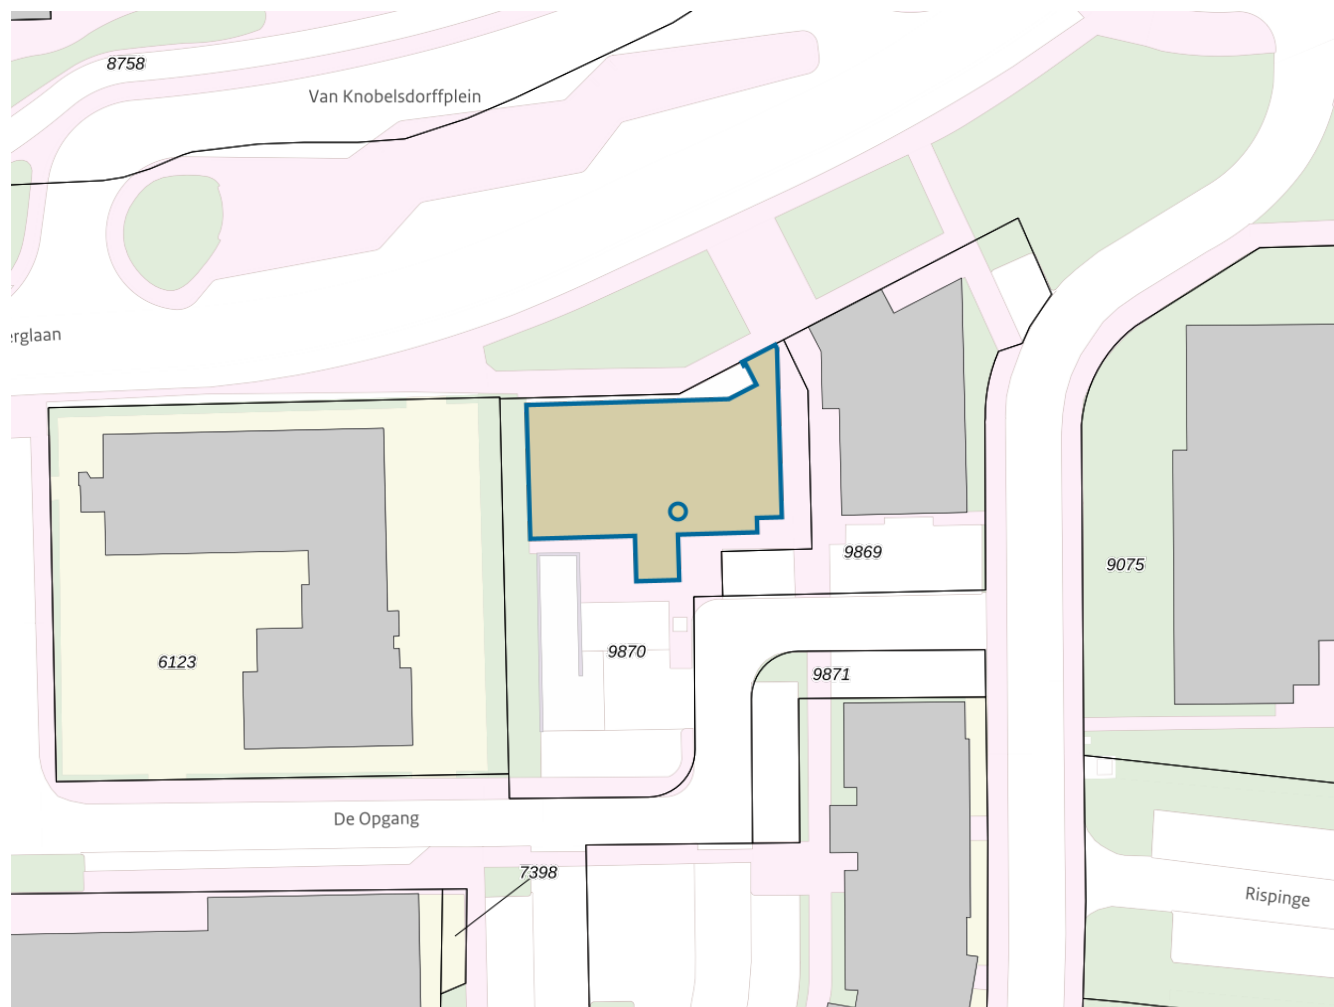 8758
Van Knobelsdorffplein
erglaan
9869
9075
9870
6123
9871
De Opgang
7398
Rispinge